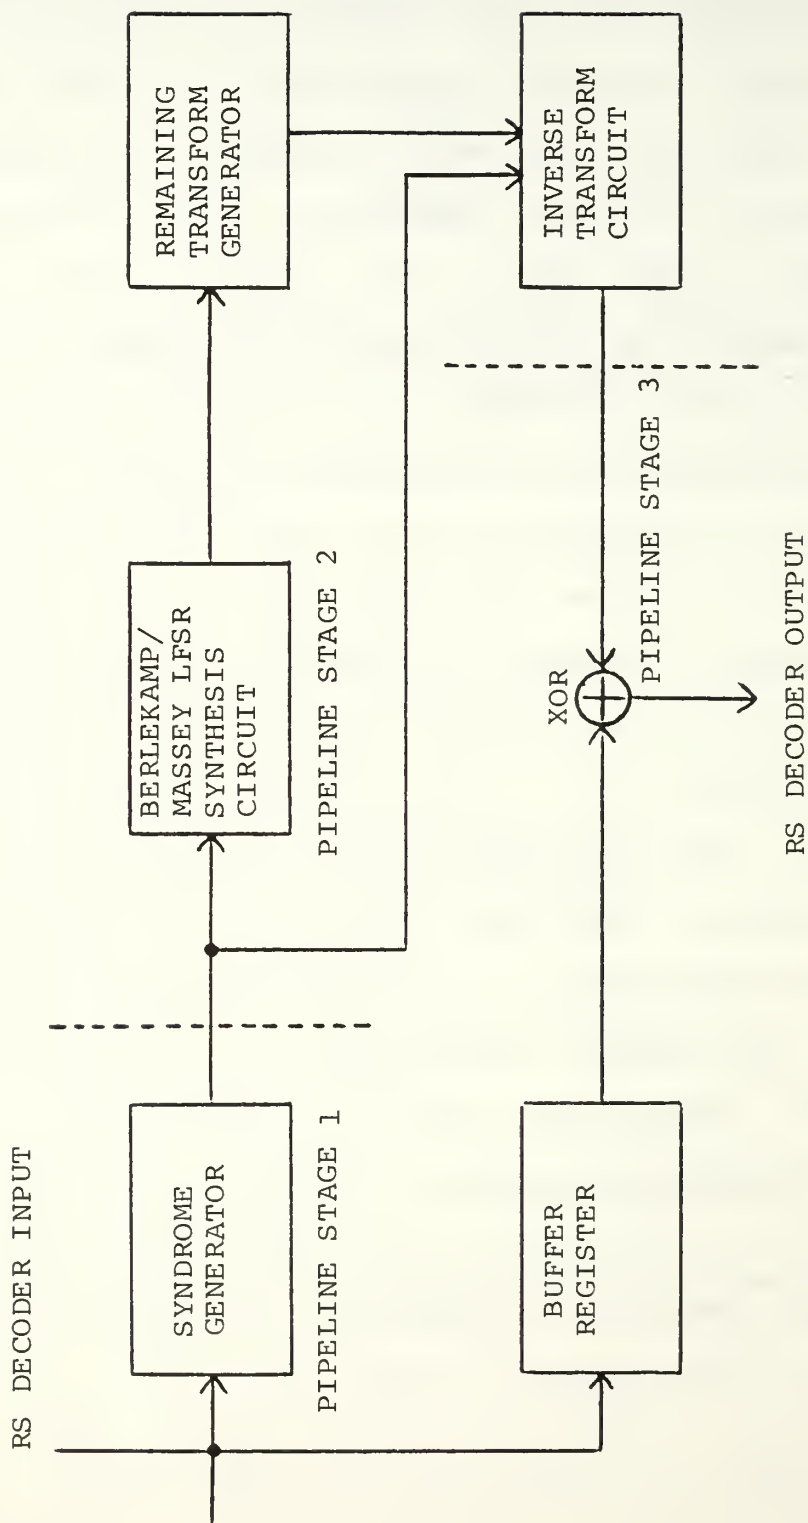 RS DECODER INPUT
SYNDROME
GENERATOR
PIPELINE STAGE 1
BERLEKAMP/
MASSEY LFSR
SYNTHESIS
CIRCUIT
PIPELINE STAGE 2
REMAINING
TRANSFORM
GENERATOR
BUFFER
REGISTER
XOR
PIPELINE STAGE 3
INVERSE
TRANSFORM
CIRCUIT
RS DECODER OUTPUT